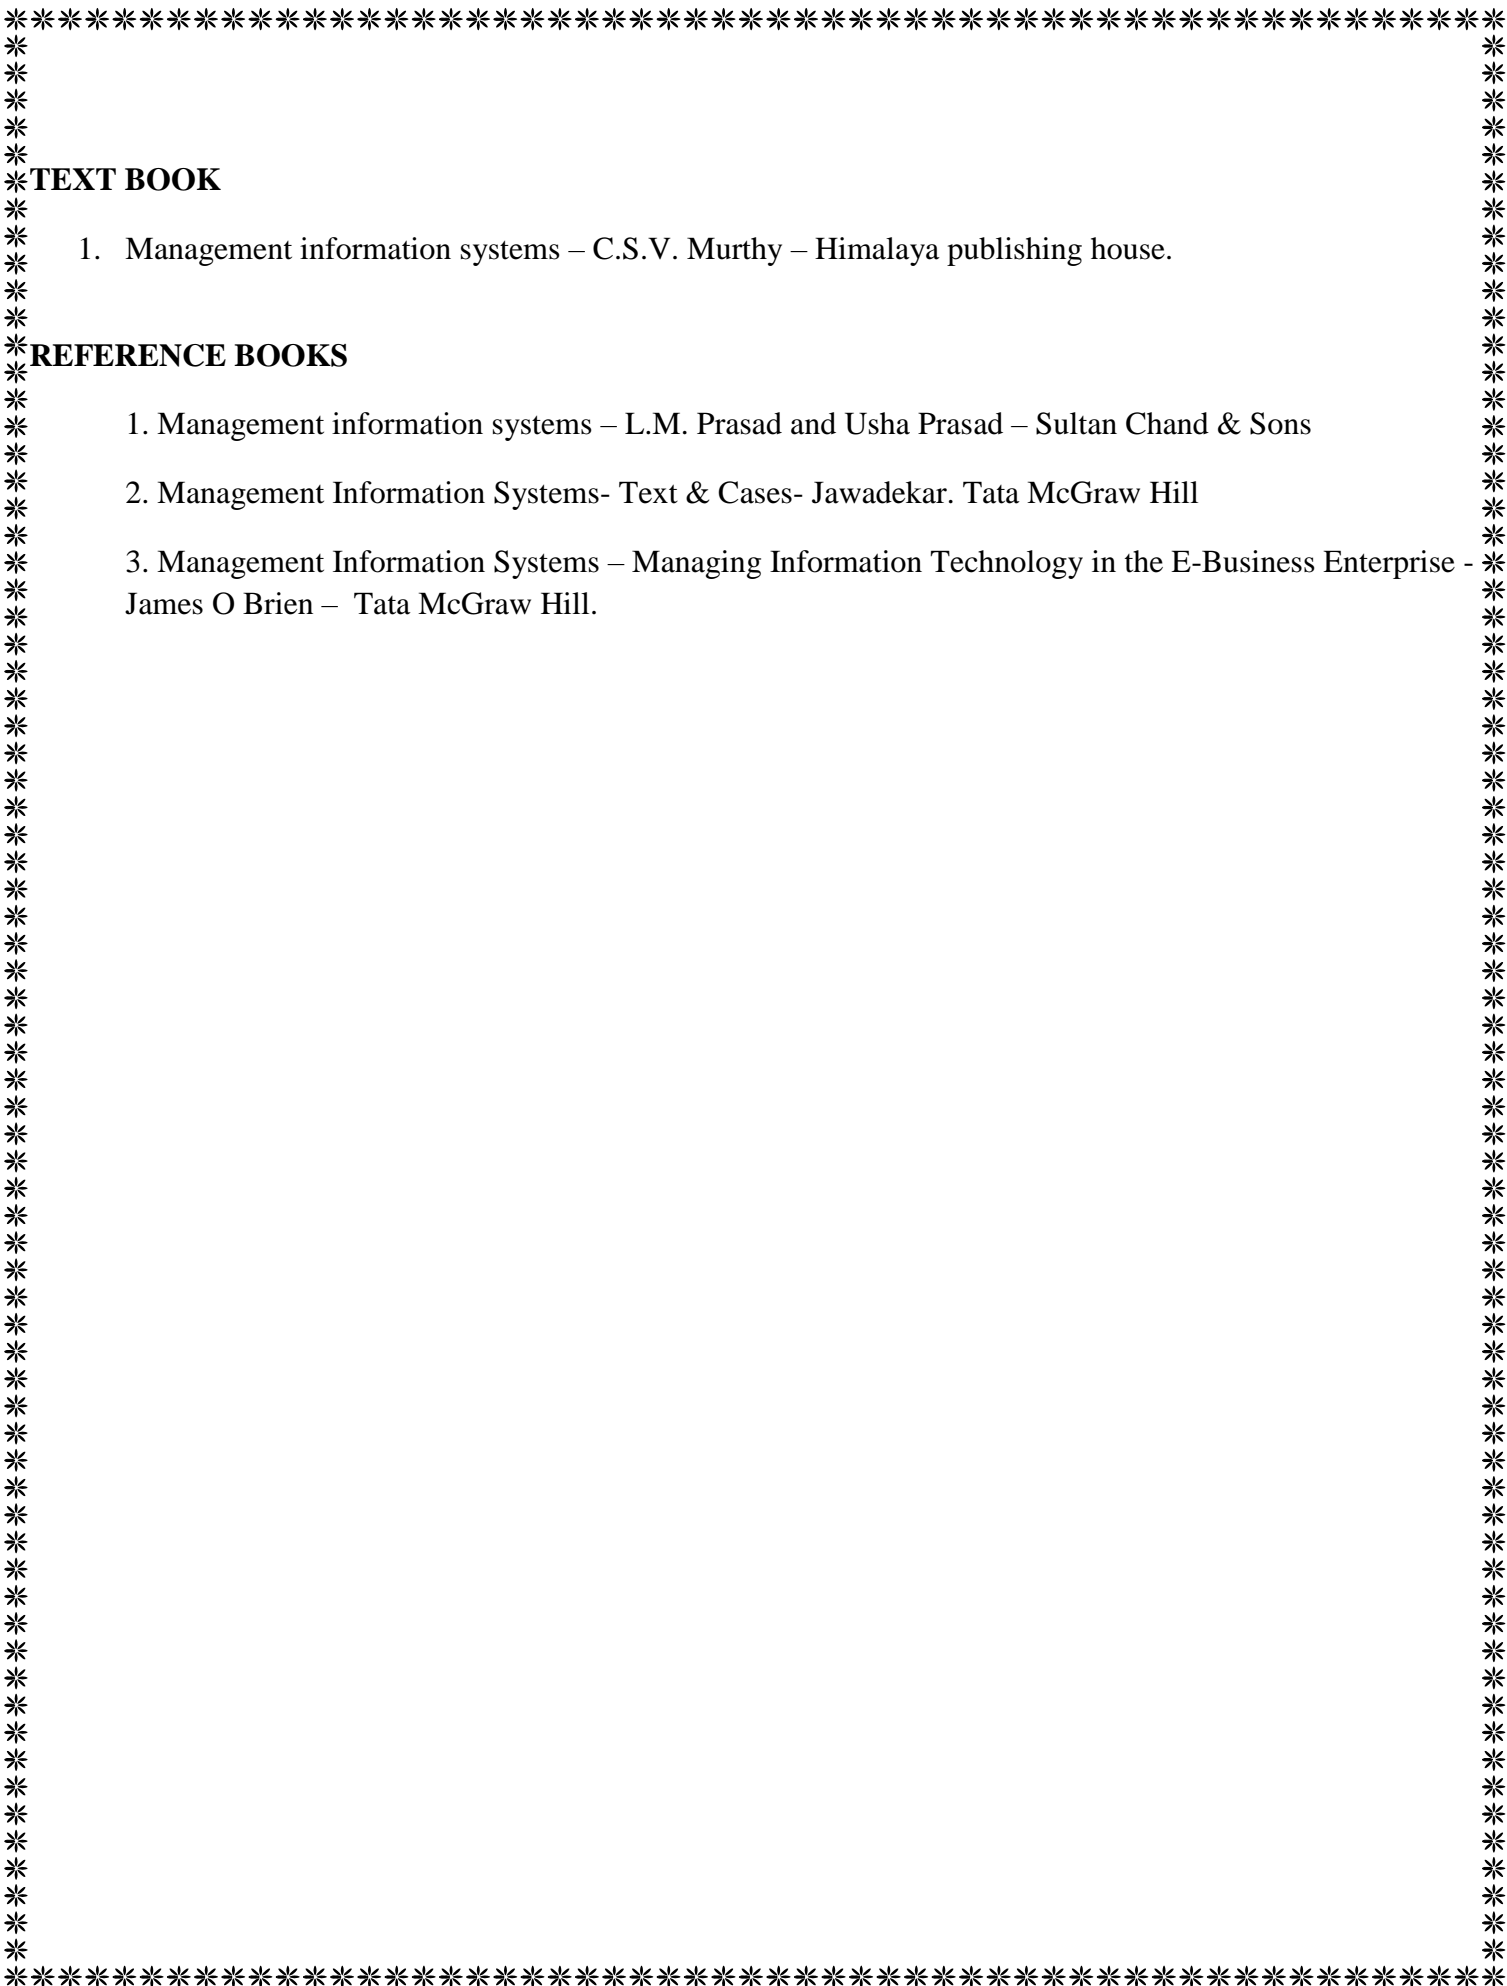 TEXT BOOK
1. Management information systems – C.S.V. Murthy – Himalaya publishing house.
REFERENCE BOOKS
1. Management information systems – L.M. Prasad and Usha Prasad – Sultan Chand & Sons
2. Management Information Systems- Text & Cases- Jawadekar. Tata McGraw Hill
3. Management Information Systems – Managing Information Technology in the E-Business Enterprise -
James O Brien – Tata McGraw Hill.